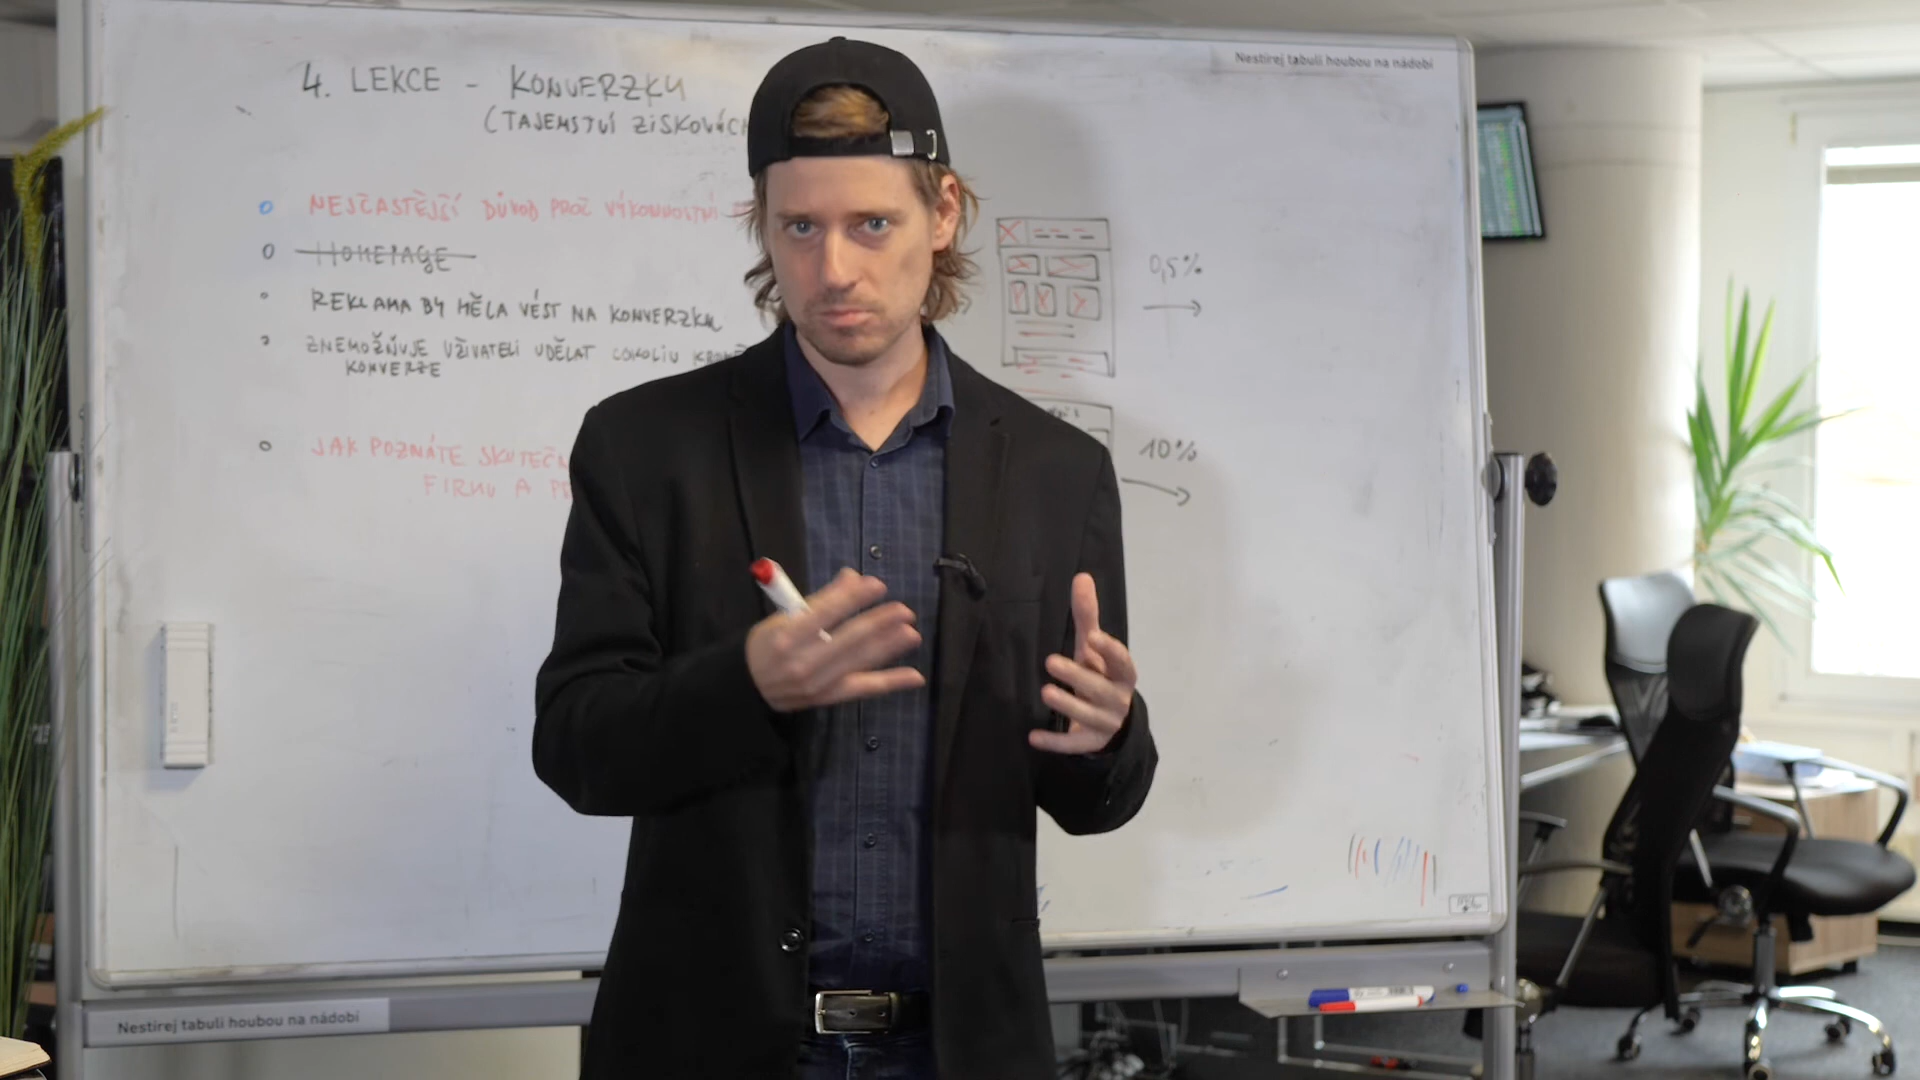 Nestírej tabuli houbou na nádobí
4. LEKCE - KONVERZKY
(TAJEMSTVÍ ZISKOVÝCH
NEJČASTĚJŠÍ DŮVOD PROČ VÝKONNOSTNÍ
HOMEPAGE
REKLAMA BY MĚLA VÉST NA KONVERZKU
ZNEMOŽŇUJE UŽIVATELI UDĚLAT COKOLIV KROMĚ
KONVERZE
JAK POZNÁTE SKUTEČN
FIRMU A
0,5%
10%
Nestírej tabuli houbou na nádobí